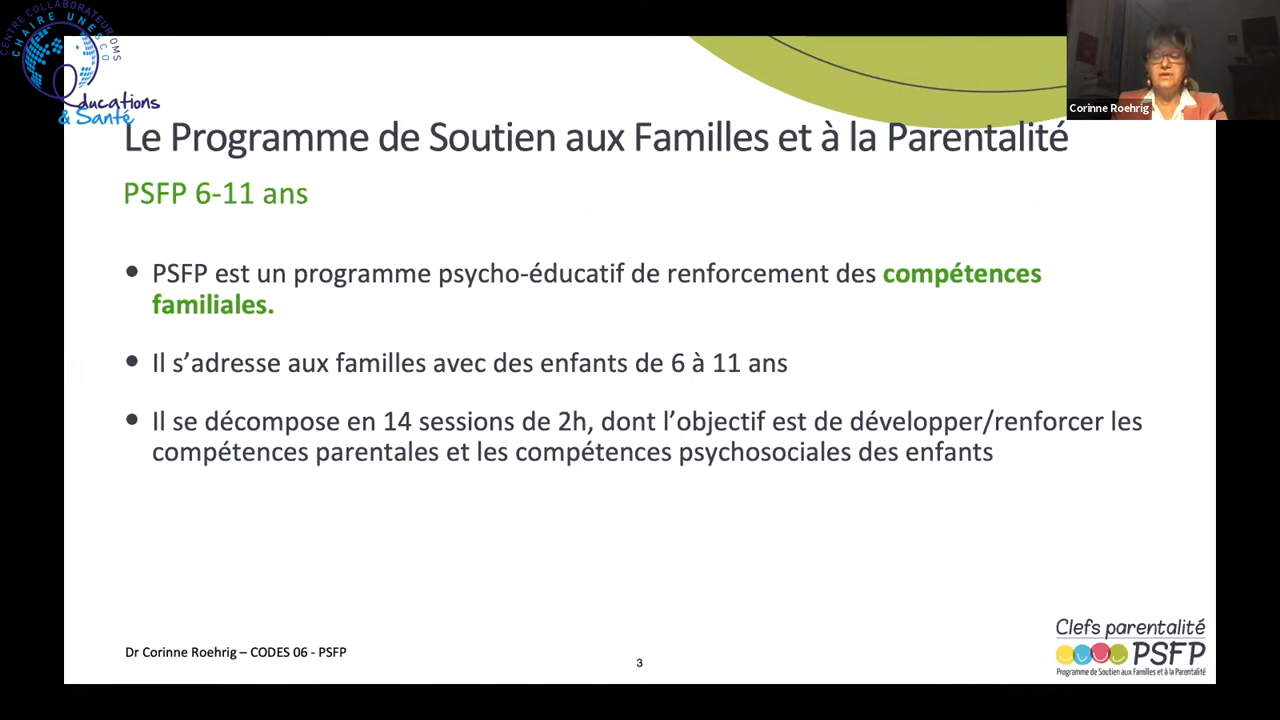 CENTRE COLLABORATEUR OMS
CHAIRE UNESCO
Educations
& Santé
Corinne Roehrig
Le Programme de Soutien aux Familles et à la Parentalité
PSFP 6-11 ans
• PSFP est un programme psycho-éducatif de renforcement des compétences
familiales.
• Il s’adresse aux familles avec des enfants de 6 à 11 ans
• Il se décompose en 14 sessions de 2h, dont l’objectif est de développer/renforcer les
compétences parentales et les compétences psychosociales des enfants
Dr Corinne Roehrig – CODES 06 - PSFP
3
Clefs parentalité
PSFP
Programme de Soutien aux Familles et à la Parentalité